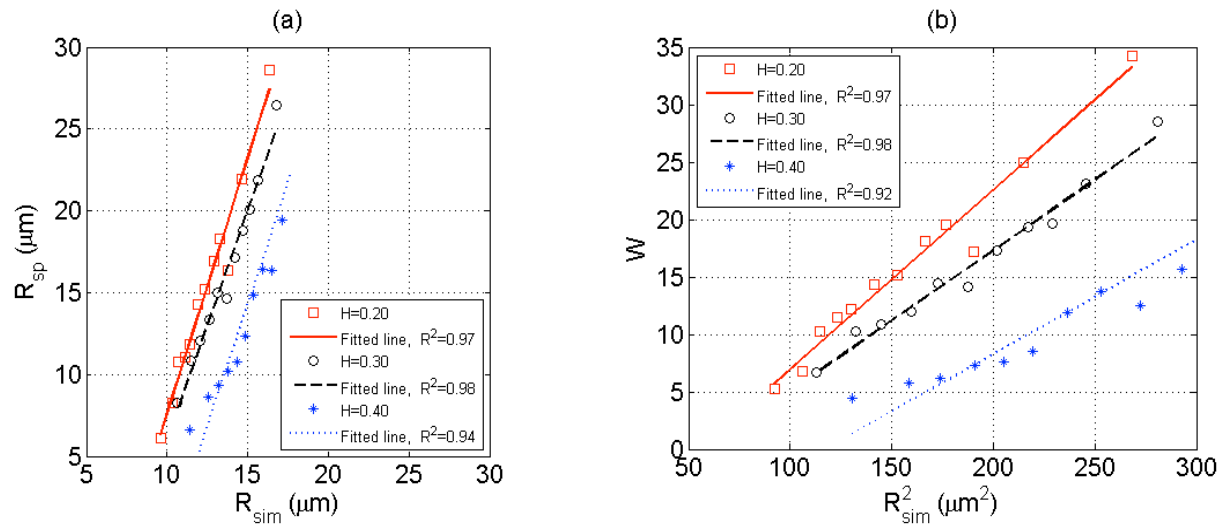 (a)
30
25
20
15
10
5
R_sp (μm)
H=0.20
Fitted line, R²=0.97
H=0.30
Fitted line, R²=0.98
H=0.40
Fitted line, R²=0.94
5 10 15 20 25 30
R_sim (μm)
(b)
35
30
25
20
15
10
5
0
W
H=0.20
Fitted line, R²=0.97
H=0.30
Fitted line, R²=0.98
H=0.40
Fitted line, R²=0.92
50 100 150 200 250 300
R²_sim (μm²)